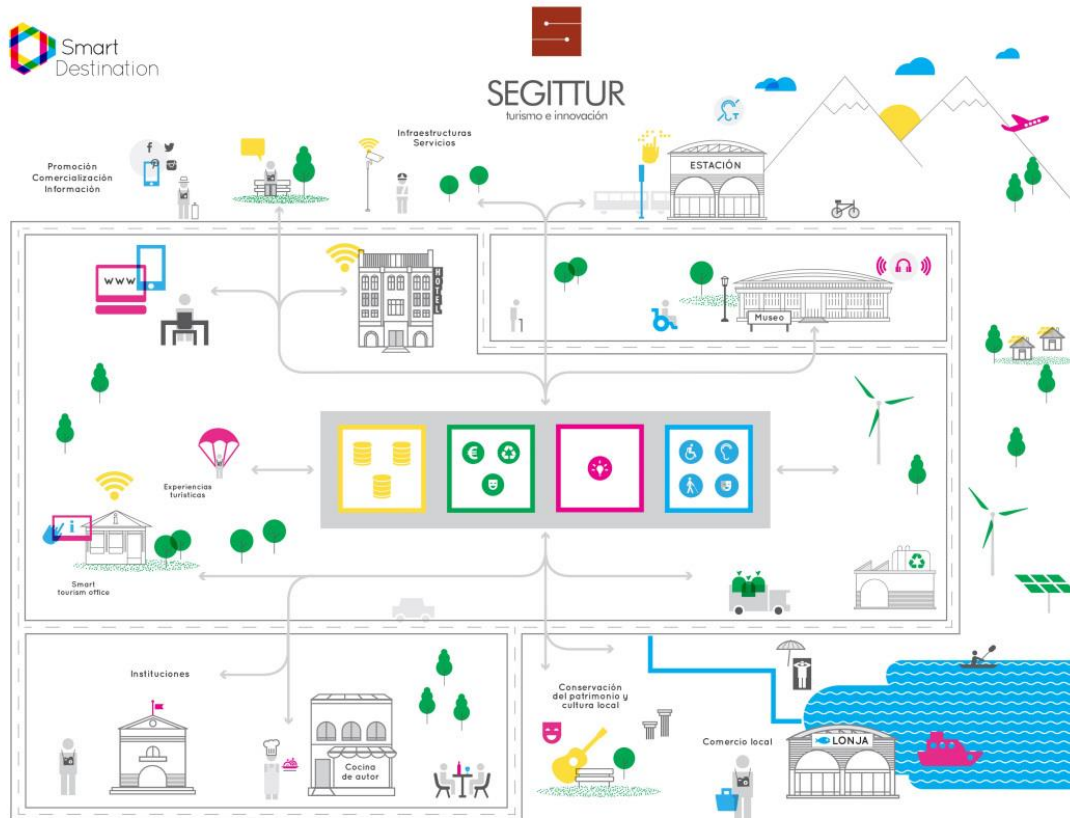 Smart
Destination
SEGITTUR
turismo e innovación
Promoción
Comercialización
Información
Infraestructuras
Servicios
ESTACIÓN
WWW
HOTEL
Museo
Experiencias
turísticas
i
i
Smart
tourism office
€
T
Instituciones
Cocina
de autor
Conservación
del patrimonio y
cultura local
Comercio local
LONJA